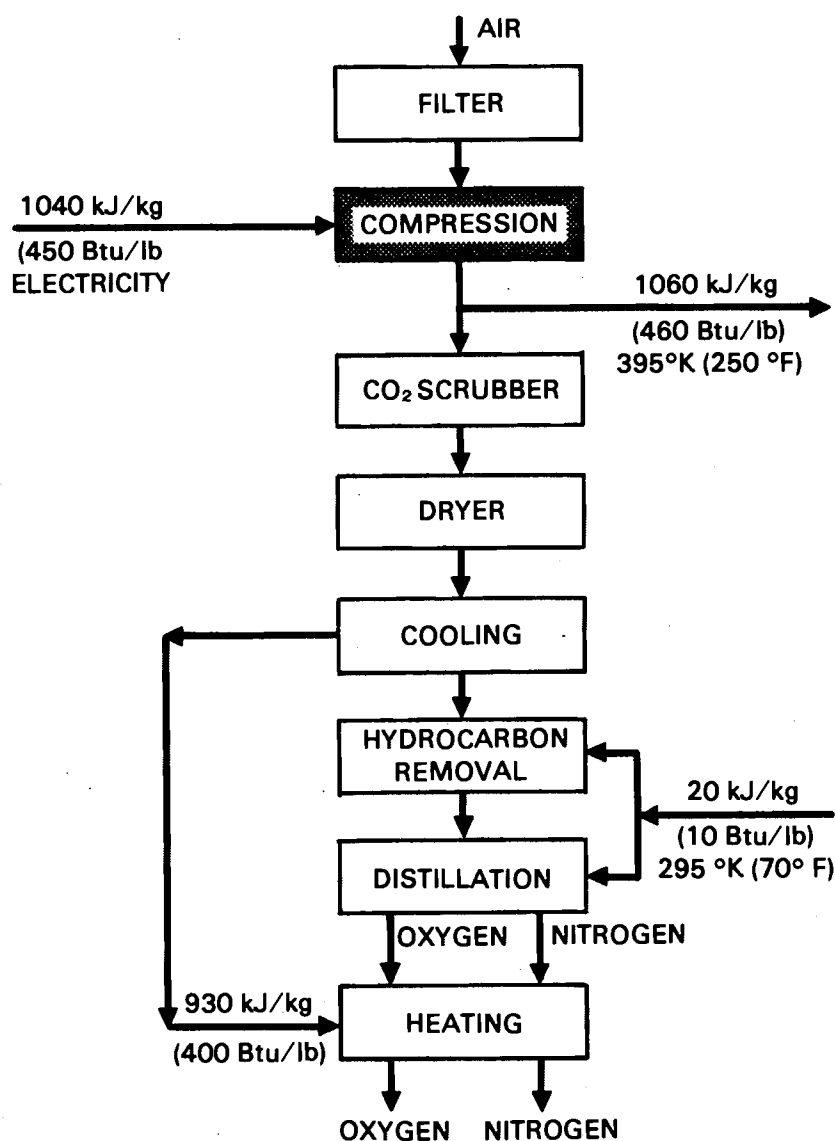 AIR
FILTER
1040 kJ/kg
(450 Btu/lb
ELECTRICITY
COMPRESSION
1060 kJ/kg
(460 Btu/lb)
395°K (250 °F)
CO₂ SCRUBBER
DRYER
COOLING
HYDROCARBON
REMOVAL
20 kJ/kg
(10 Btu/lb)
295 °K (70° F)
DISTILLATION
OXYGEN
NITROGEN
930 kJ/kg
(400 Btu/lb)
HEATING
OXYGEN
NITROGEN